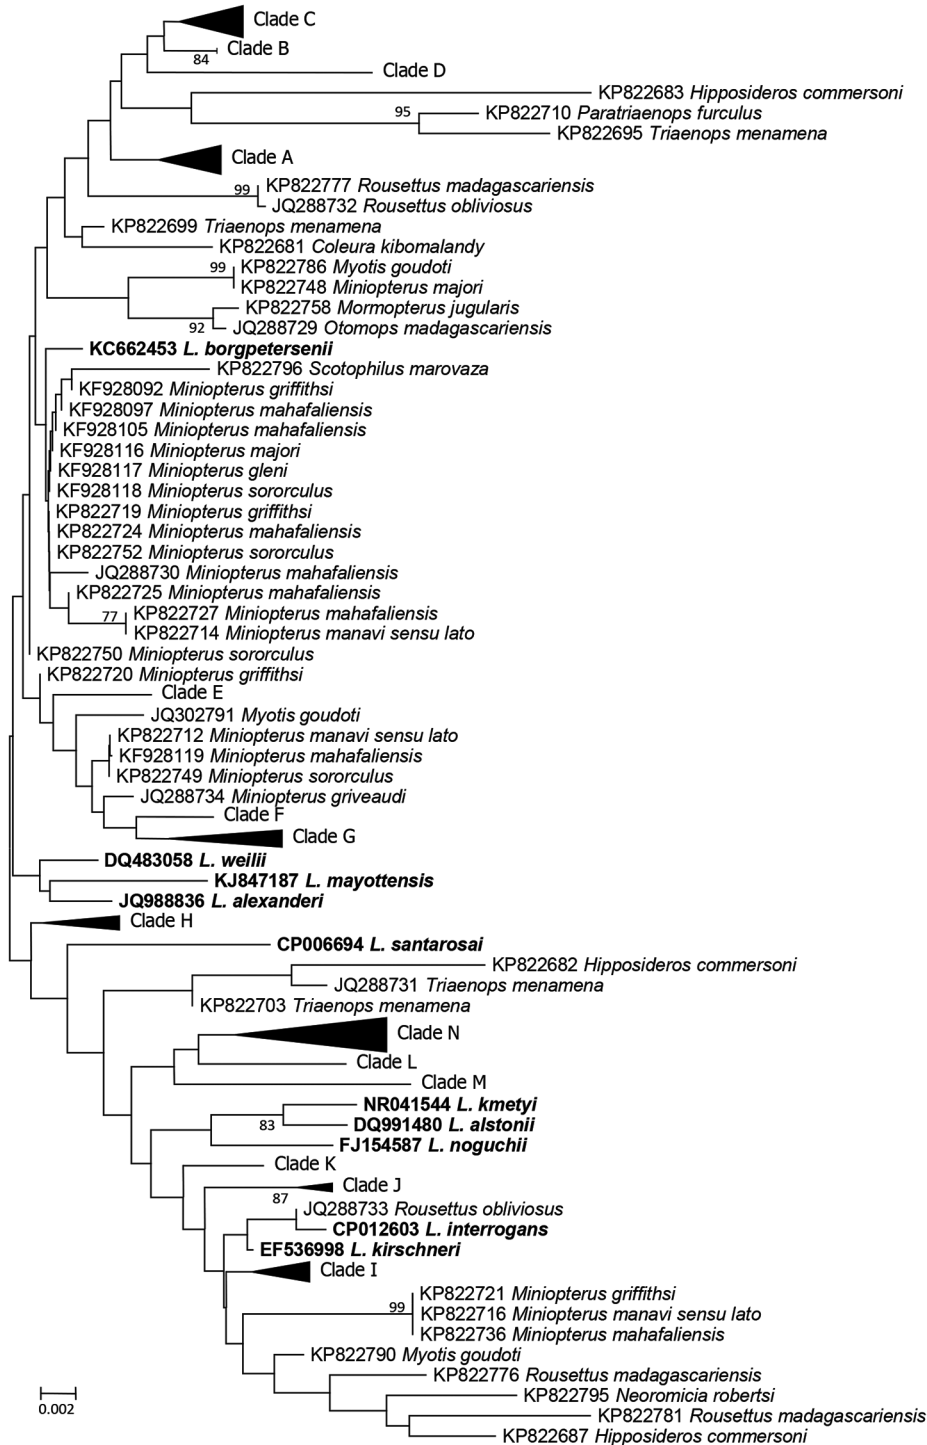 Clade C
Clade B
84
Clade D
KP822683 Hipposideros commersoni
95
KP822710 Paratriaenops furculus
KP822695 Triaenops menamena
Clade A
99
KP822777 Rousettus madagascariensis
JQ288732 Rousettus obliviosus
KP822699 Triaenops menamena
KP822681 Coleura kibomalandy
99
KP822786 Myotis goudoti
KP822748 Miniopterus majori
KP822758 Mormopterus jugularis
92
JQ288729 Otomops madagascariensis
KC662453 L. borgpetersenii
KP822796 Scotophilus marovaza
KF928092 Miniopterus griffithsi
KF928097 Miniopterus mahafaliensis
KF928105 Miniopterus mahafaliensis
KF928116 Miniopterus majori
KF928117 Miniopterus gleni
KF928118 Miniopterus sororculus
KP822719 Miniopterus griffithsi
KP822724 Miniopterus mahafaliensis
KP822752 Miniopterus sororculus
JQ288730 Miniopterus mahafaliensis
KP822725 Miniopterus mahafaliensis
77
KP822727 Miniopterus mahafaliensis
KP822714 Miniopterus manavi sensu lato
KP822750 Miniopterus sororculus
KP822720 Miniopterus griffithsi
Clade E
JQ302791 Myotis goudoti
KP822712 Miniopterus manavi sensu lato
KF928119 Miniopterus mahafaliensis
KP822749 Miniopterus sororculus
JQ288734 Miniopterus griveaudi
Clade F
Clade G
DQ483058 L. weilii
KJ847187 L. mayottensis
JQ988836 L. alexanderi
Clade H
CP006694 L. santarosai
KP822682 Hipposideros commersoni
JQ288731 Triaenops menamena
KP822703 Triaenops menamena
Clade N
Clade L
Clade M
NR041544 L. kmetyi
83
DQ991480 L. alstonii
FJ154587 L. noguchii
Clade K
Clade J
87
JQ288733 Rousettus obliviosus
CP012603 L. interrogans
EF536998 L. kirschneri
Clade I
KP822721 Miniopterus griffithsi
99
KP822716 Miniopterus manavi sensu lato
KP822736 Miniopterus mahafaliensis
KP822790 Myotis goudoti
KP822776 Rousettus madagascariensis
KP822795 Neoromicia robertsi
KP822781 Rousettus madagascariensis
KP822687 Hipposideros commersoni
0.002